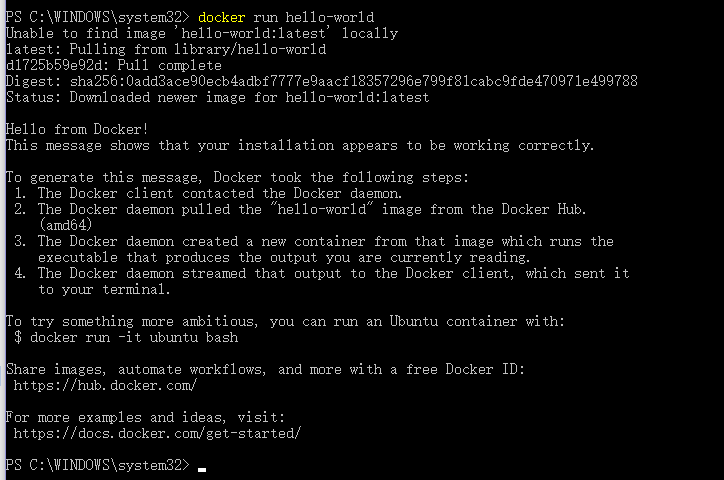 PS C:\WINDOWS\system32> docker run hello-world
Unable to find image 'hello-world:latest' locally
latest: Pulling from library/hello-world
d1725b59e92d: Pull complete
Digest: sha256:0add3ace90ecb4adbf7777e9aacf18357296e799f81cabc9fde470971e499788
Status: Downloaded newer image for hello-world:latest
Hello from Docker!
This message shows that your installation appears to be working correctly.
To generate this message, Docker took the following steps:
1. The Docker client contacted the Docker daemon.
2. The Docker daemon pulled the "hello-world" image from the Docker Hub.
(amd64)
3. The Docker daemon created a new container from that image which runs the
executable that produces the output you are currently reading.
4. The Docker daemon streamed that output to the Docker client, which sent it
to your terminal.
To try something more ambitious, you can run an Ubuntu container with:
$ docker run -it ubuntu bash
Share images, automate workflows, and more with a free Docker ID:
https://hub.docker.com/
For more examples and ideas, visit:
https://docs.docker.com/get-started/
PS C:\WINDOWS\system32>